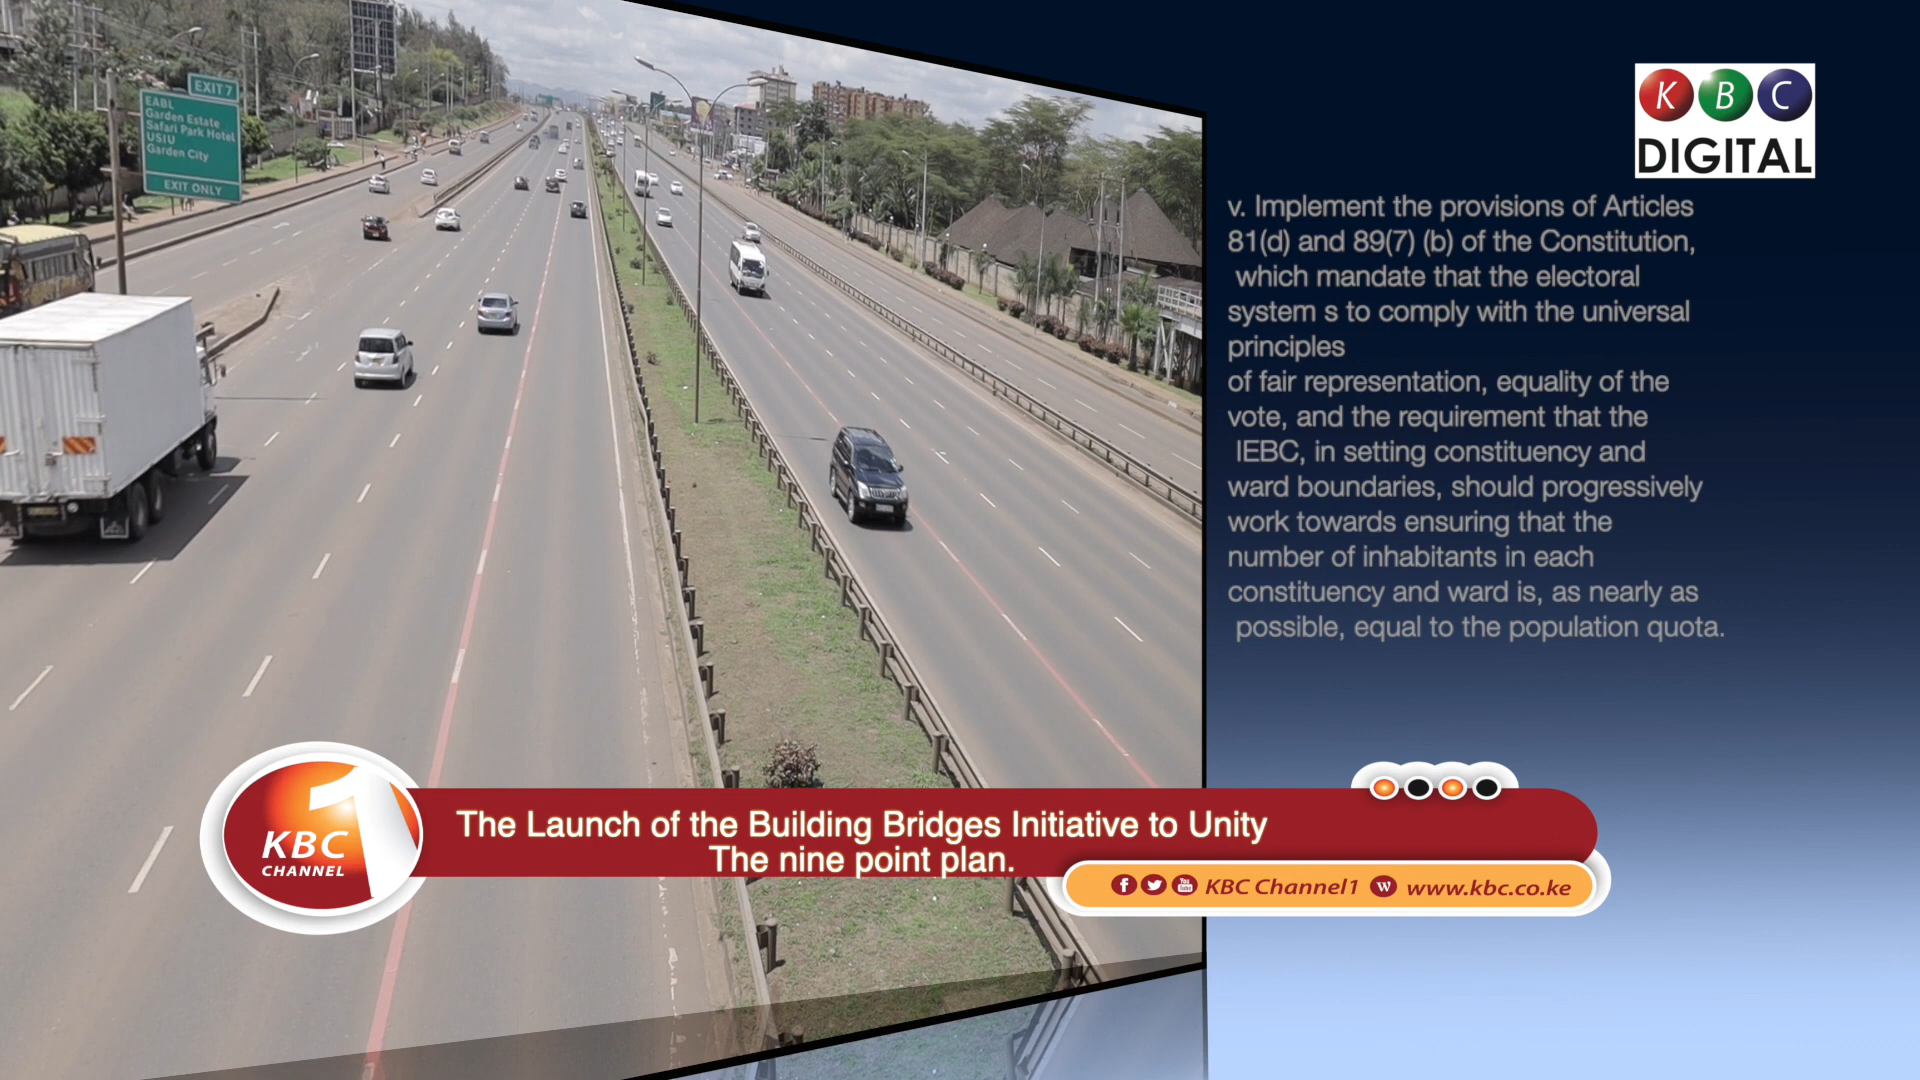 EXIT 7
EABL
Garden Estate
Safari Park Hotel
USIU
Garden City
EXIT ONLY
K B C
DIGITAL
v. Implement the provisions of Articles
81(d) and 89(7) (b) of the Constitution,
which mandate that the electoral
system s to comply with the universal
principles
of fair representation, equality of the
vote, and the requirement that the
IEBC, in setting constituency and
ward boundaries, should progressively
work towards ensuring that the
number of inhabitants in each
constituency and ward is, as nearly as
possible, equal to the population quota.
KBC 1
CHANNEL
The Launch of the Building Bridges Initiative to Unity
The nine point plan.
f You Tube KBC Channel1 W www.kbc.co.ke